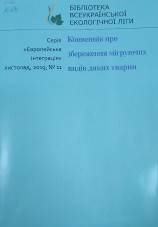 БІБЛІОТЕКА
ВСЕУКРАЇНСЬКОЇ
ЕКОЛОГІЧНОЇ ЛІГИ
Серія
«Європейська
інтеграція»
листопад, 2019, № 11
Конвенція про
збереження мігруючих
видів диких тварин